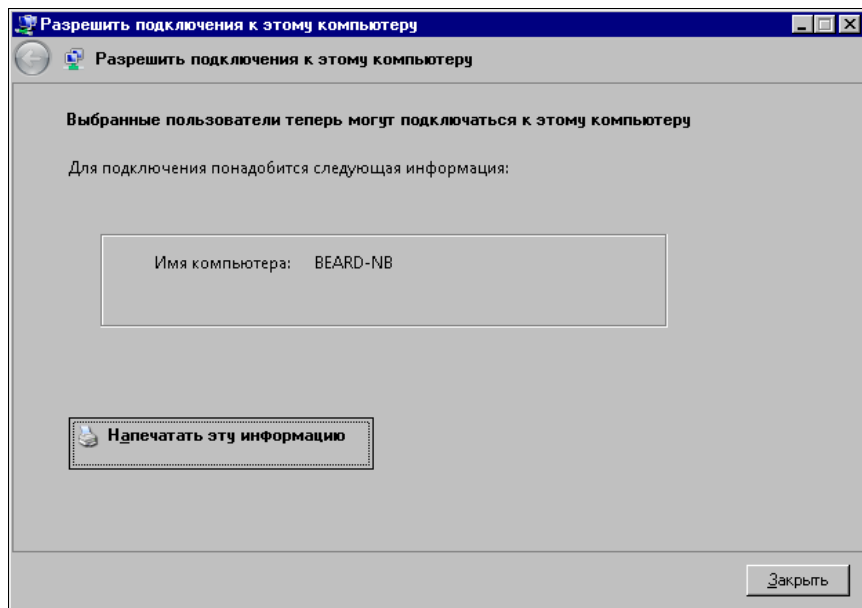 Разрешить подключения к этому компьютеру
Разрешить подключения к этому компьютеру
Выбранные пользователи теперь могут подключаться к этому компьютеру
Для подключения понадобится следующая информация:
Имя компьютера: BEARD-NB
Напечатать эту информацию
Закрыть